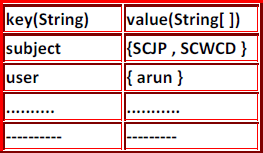 key(String) value(String[ ])
subject {SCJP , SCWCD }
user { arun }
.......... ...........
---------- -----------